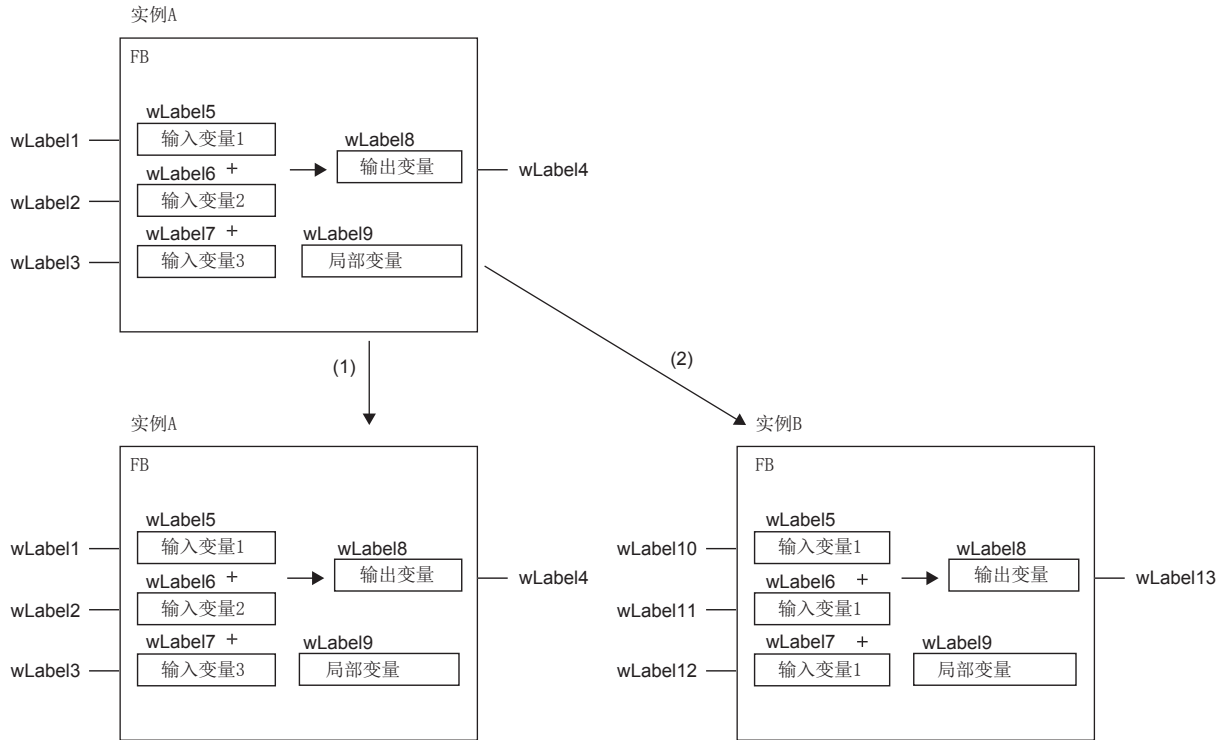 实例A
FB
wLabel5
wLabel1
输入变量1
wLabel8
输出变量
wLabel4
wLabel6 +
wLabel2
输入变量2
wLabel7 +
wLabel9
wLabel3
输入变量3
局部变量
(1)
(2)
实例A
FB
wLabel5
wLabel1
输入变量1
wLabel8
输出变量
wLabel4
wLabel6 +
wLabel2
输入变量2
wLabel7 +
wLabel9
wLabel3
输入变量3
局部变量
实例B
FB
wLabel5
wLabel10
输入变量1
wLabel8
输出变量
wLabel13
wLabel6 +
wLabel11
输入变量1
wLabel7 +
wLabel9
wLabel12
输入变量1
局部变量